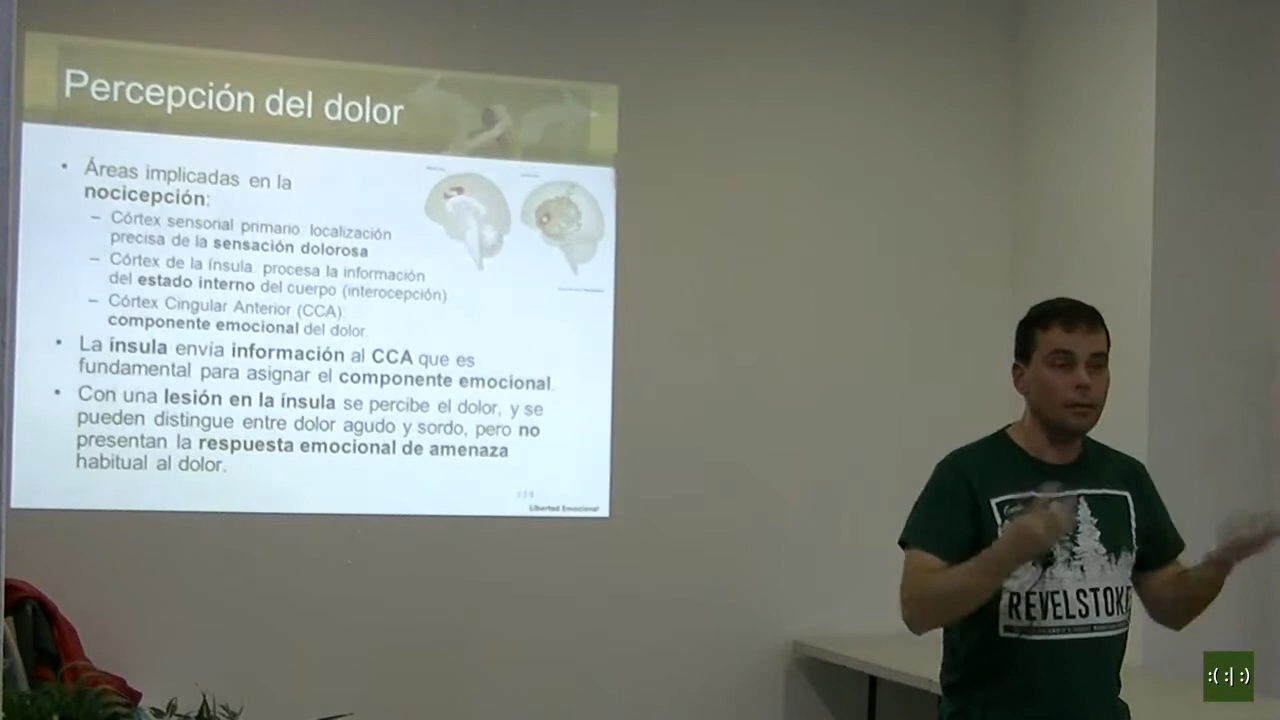 Percepción del dolor
• Áreas implicadas en la
nocicepción:
– Córtex sensorial primario: localización
precisa de la sensación dolorosa
– Córtex de la ínsula: procesa la información
del estado interno del cuerpo (interocepción)
– Córtex Cingular Anterior (CCA):
componente emocional del dolor
• La ínsula envía información al CCA que es
fundamental para asignar el componente emocional.
• Con una lesión en la ínsula se percibe el dolor, y se
pueden distingue entre dolor agudo y sordo, pero no
presentan la respuesta emocional de amenaza
habitual al dolor.
Libertad Emocional
REVELSTOKE
:( :| :)